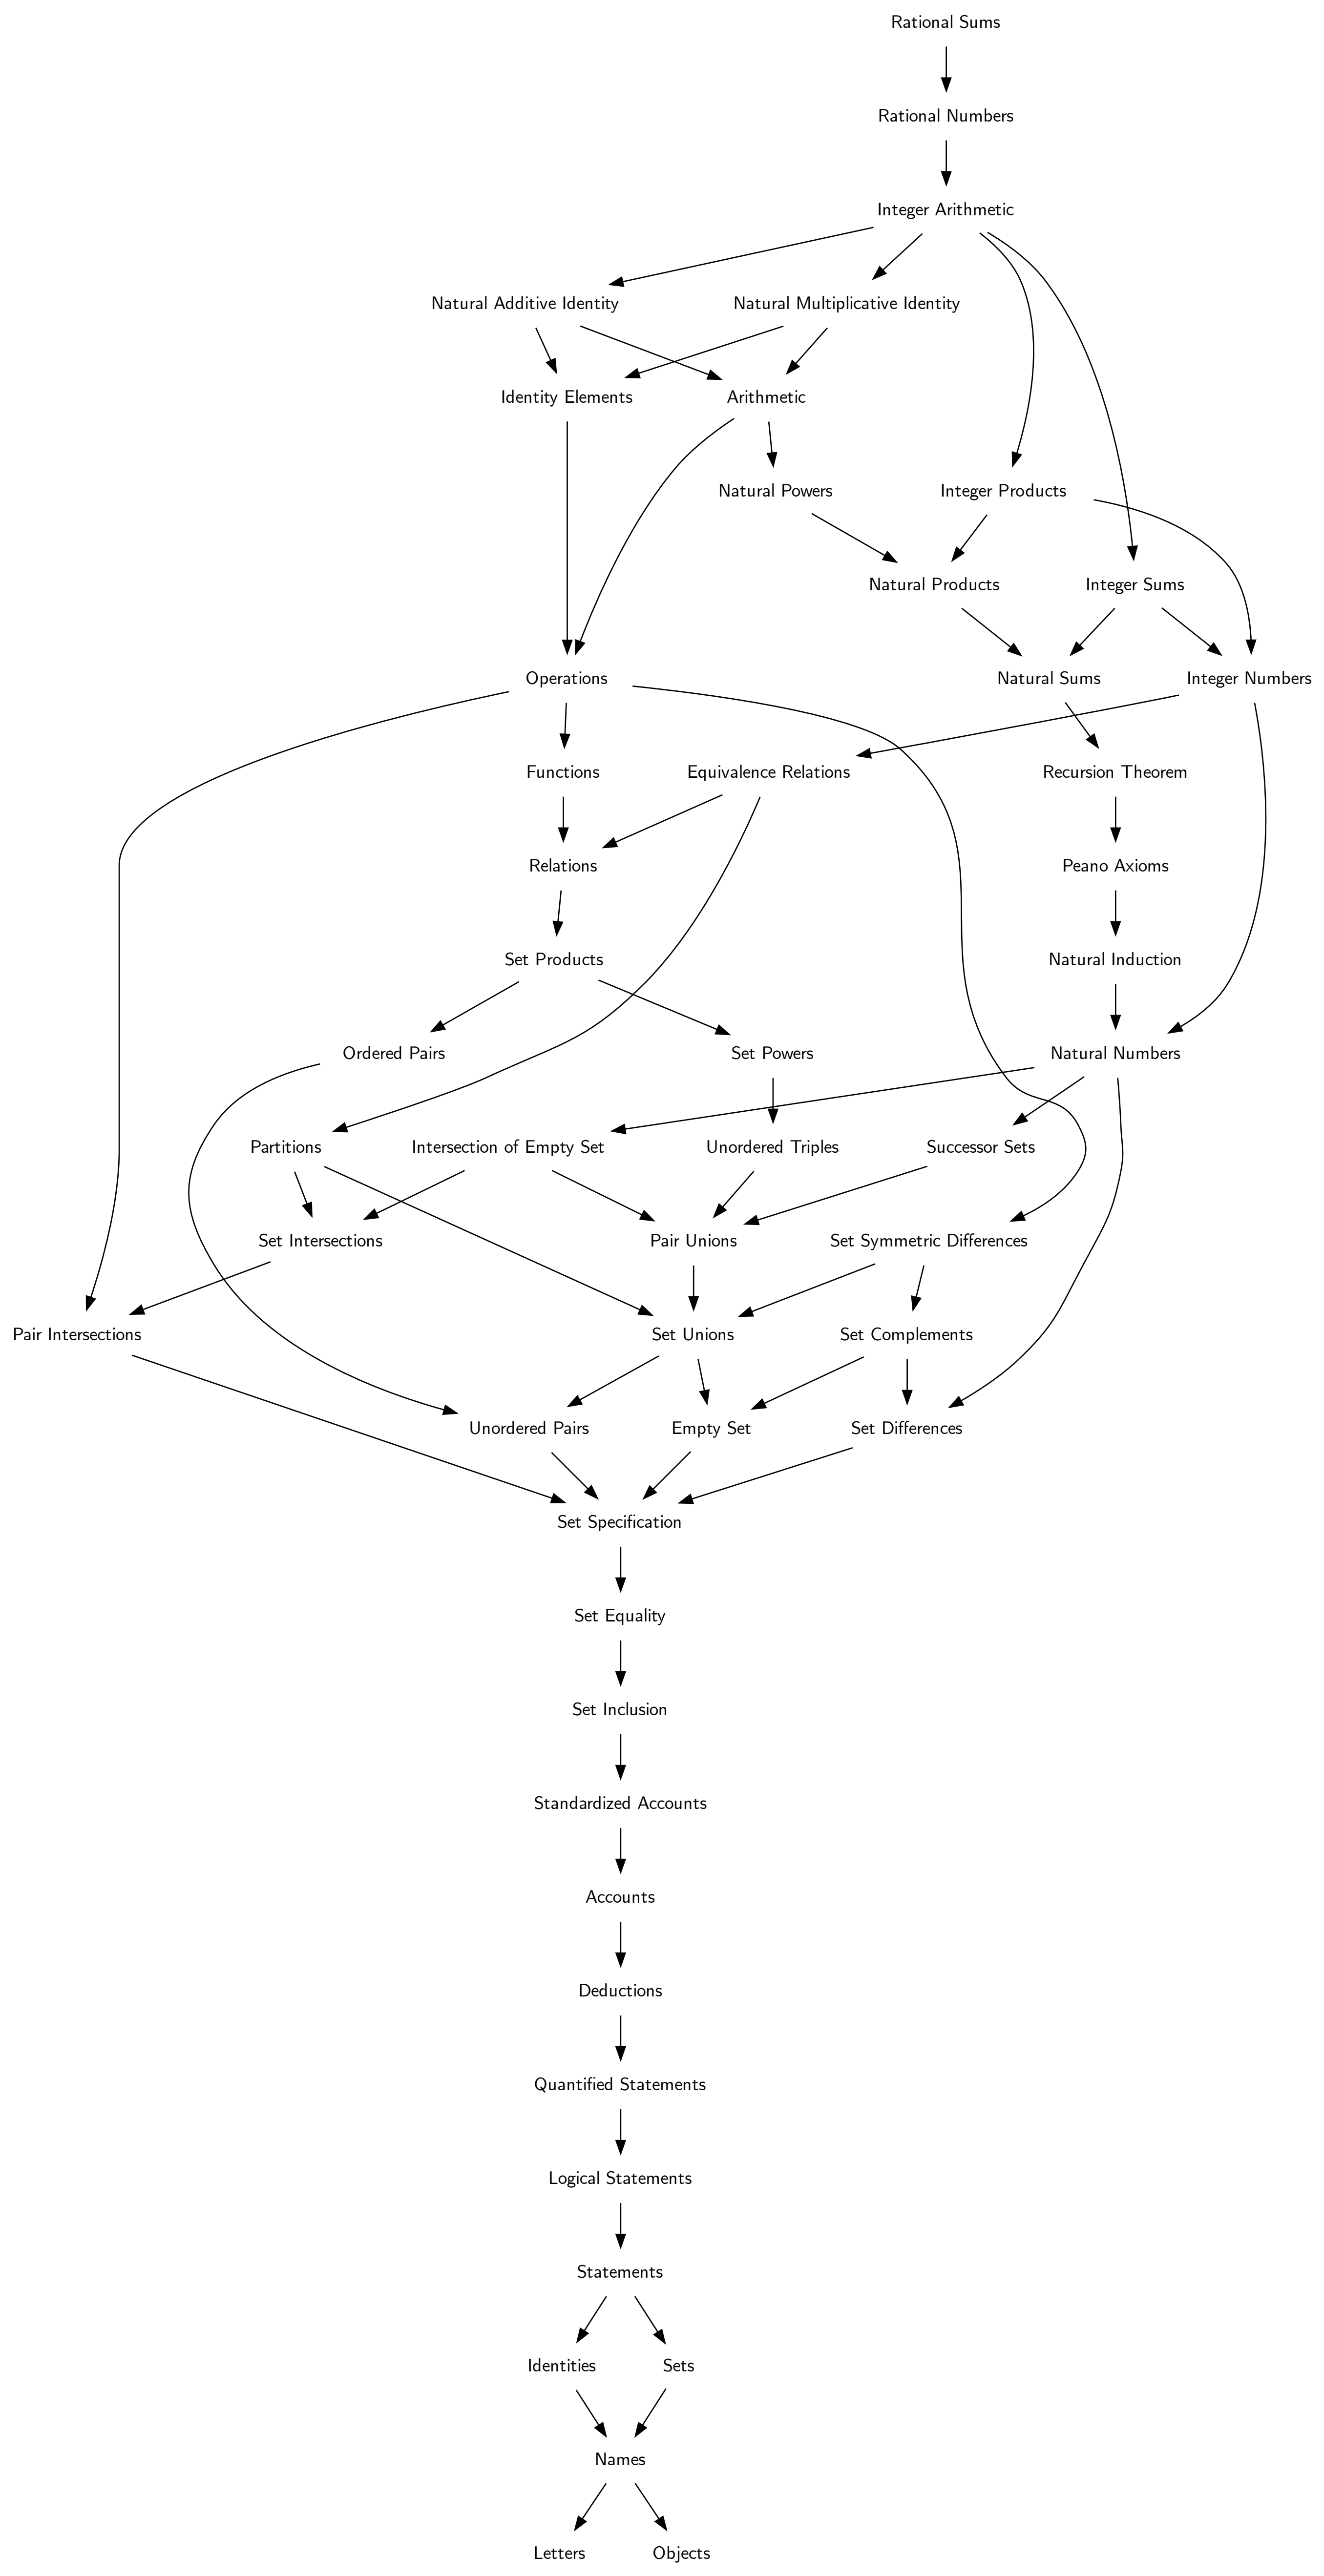 Rational Sums
Rational Numbers
Integer Arithmetic
Natural Additive Identity
Natural Multiplicative Identity
Identity Elements
Arithmetic
Natural Powers
Integer Products
Natural Products
Integer Sums
Operations
Natural Sums
Integer Numbers
Functions
Equivalence Relations
Recursion Theorem
Relations
Peano Axioms
Set Products
Natural Induction
Ordered Pairs
Set Powers
Natural Numbers
Partitions
Intersection of Empty Set
Unordered Triples
Successor Sets
Set Intersections
Pair Unions
Set Symmetric Differences
Pair Intersections
Set Unions
Set Complements
Unordered Pairs
Empty Set
Set Differences
Set Specification
Set Equality
Set Inclusion
Standardized Accounts
Accounts
Deductions
Quantified Statements
Logical Statements
Statements
Identities
Sets
Names
Letters
Objects